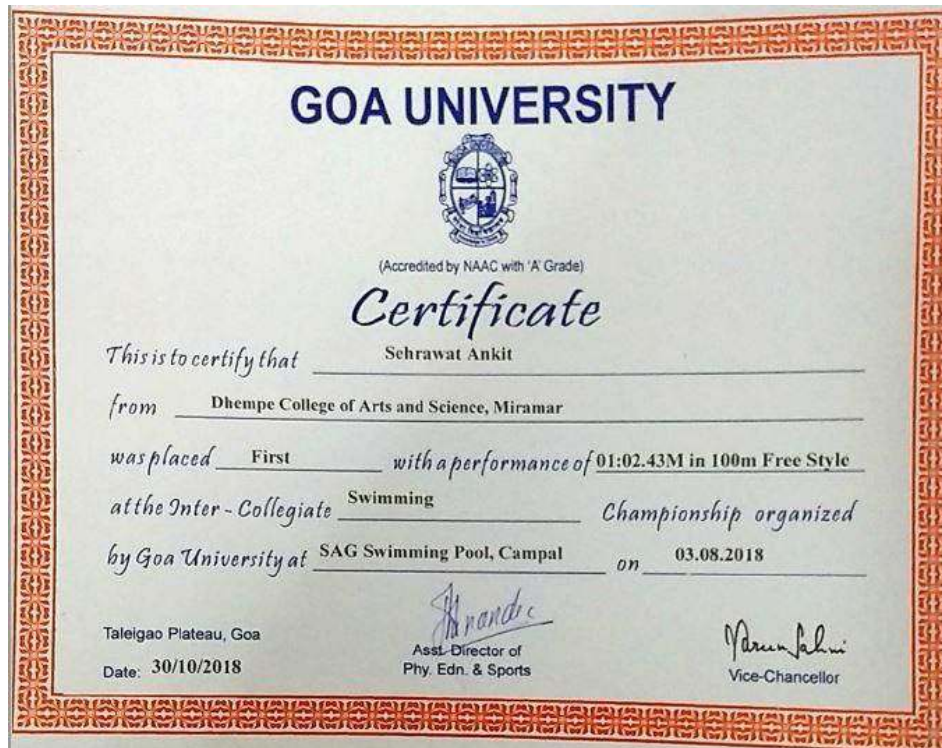 GOA UNIVERSITY
(Accredited by NAAC with 'A' Grade)
Certificate
This is to certify that Sehrawat Ankit
from Dhempe College of Arts and Science, Miramar
was placed First with a performance of 01:02.43M in 100m Free Style
at the Inter - Collegiate Swimming Championship organized
by Goa University at SAG Swimming Pool, Campal on 03.08.2018
Taleigao Plateau, Goa
Date: 30/10/2018
Asst. Director of
Phy. Edn. & Sports
Varun Sahni
Vice-Chancellor